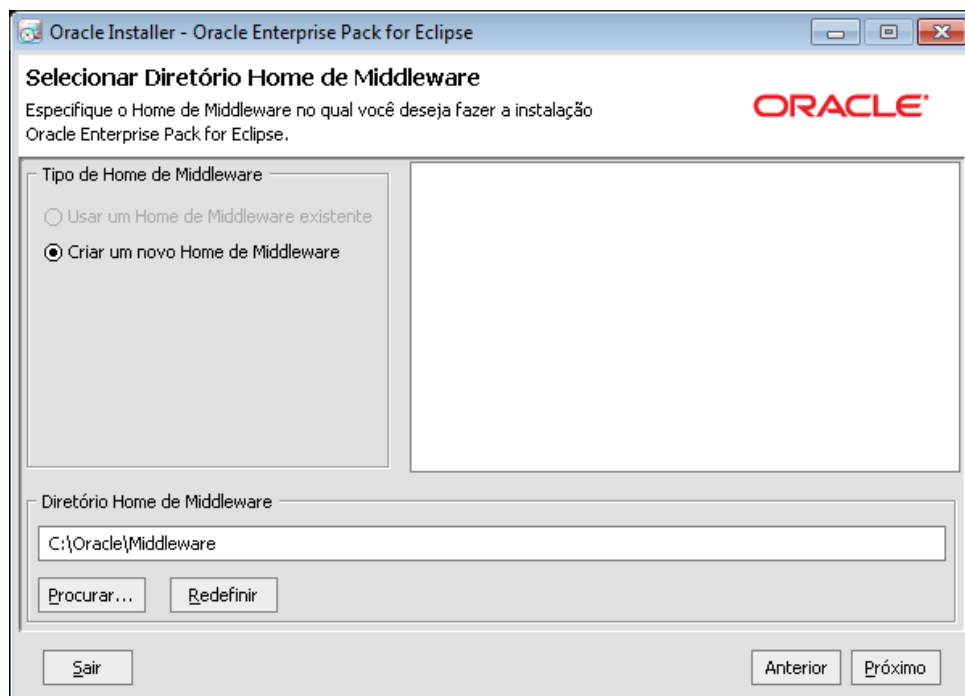 Oracle Installer - Oracle Enterprise Pack for Eclipse
Selecionar Diretório Home de Middleware
Especifique o Home de Middleware no qual você deseja fazer a instalação
Oracle Enterprise Pack for Eclipse.
ORACLE
Tipo de Home de Middleware
Usar um Home de Middleware existente
Criar um novo Home de Middleware
Diretório Home de Middleware
C:\Oracle\Middleware
Procurar...
Redefinir
Sair
Anterior
Próximo